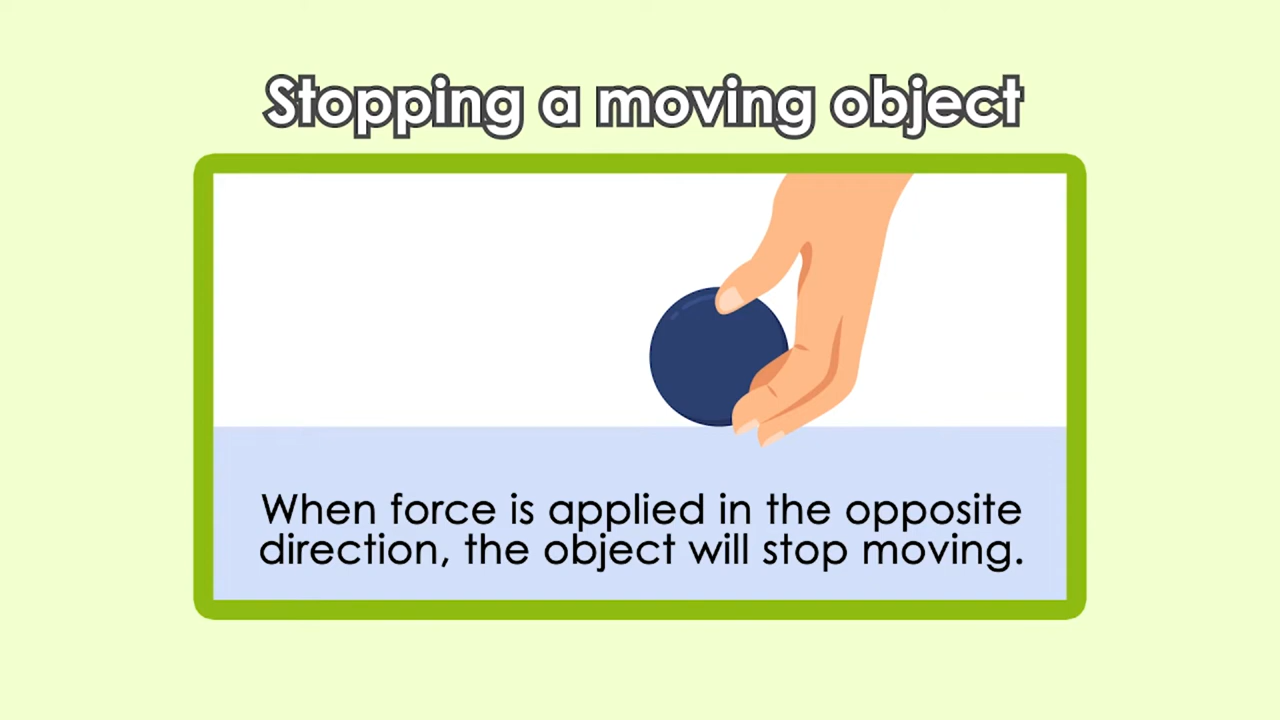 Stopping a moving object
When force is applied in the opposite
direction, the object will stop moving.